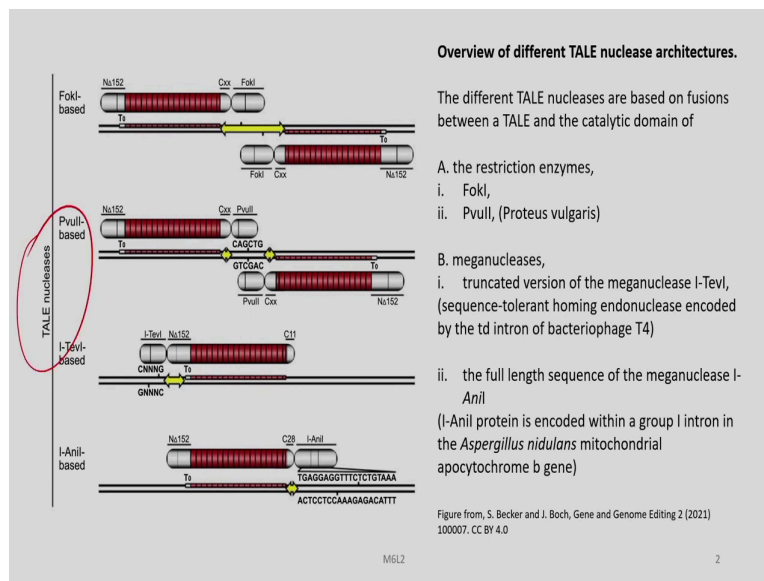 Overview of different TALE nuclease architectures.
The different TALE nucleases are based on fusions
between a TALE and the catalytic domain of
A. the restriction enzymes,
i. FokI,
ii. PvuII, (Proteus vulgaris)
B. meganucleases,
i. truncated version of the meganuclease I-TevI,
(sequence-tolerant homing endonuclease encoded
by the td intron of bacteriophage T4)
ii. the full length sequence of the meganuclease I-
AniI
(I-AniI protein is encoded within a group I intron in
the Aspergillus nidulans mitochondrial
apocytochrome b gene)
Figure from, S. Becker and J. Boch, Gene and Genome Editing 2 (2021)
100007. CC BY 4.0
TALE nucleases
FokI-
based
NΔ152 Cxx FokI
T0
T0
FokI Cxx NΔ152
PvuII-
based
NΔ152 Cxx PvuII
T0 CAGCTG
GTCGAC T0
PvuII Cxx NΔ152
I-TevI-
based
I-TevI NΔ152 C11
CNNNG T0
GNNNC
I-AniI-
based
NΔ152 C28 I-AniI
T0 TGAGGAGGTTTCTCTGTAAA
ACTCCTCCAAAGAGACATTT
M6L2 2